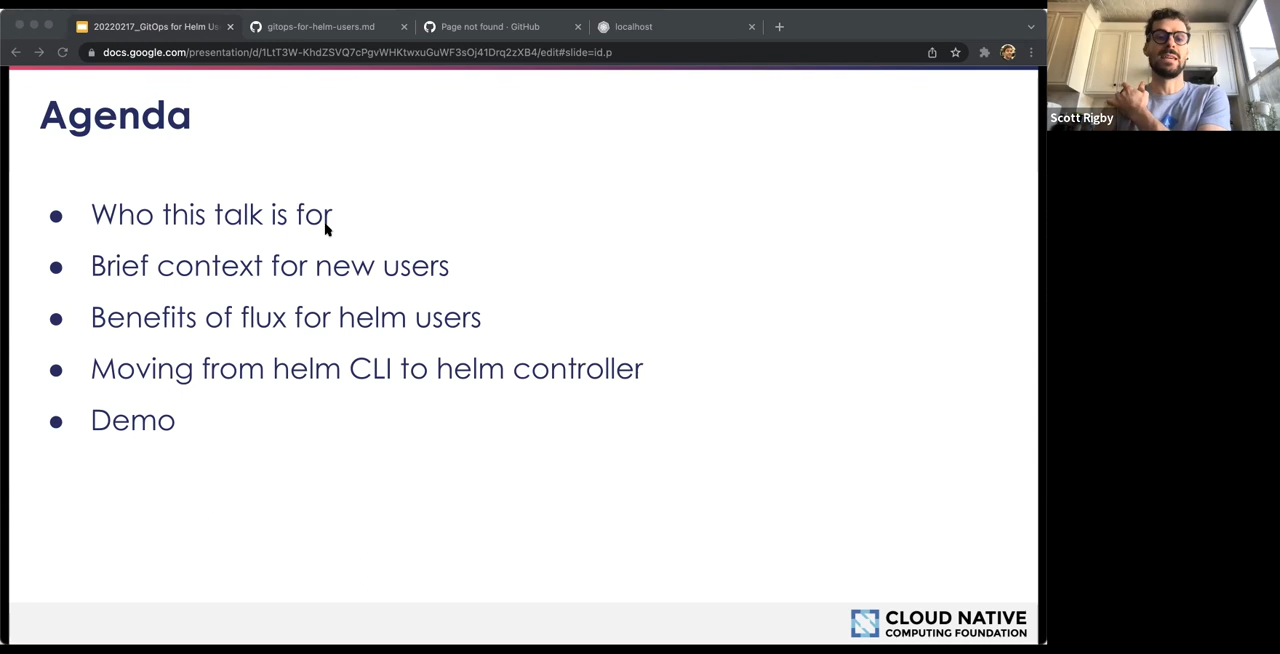 20220217_GitOps for Helm Us
gitops-for-helm-users.md
Page not found · GitHub
localhost
docs.google.com/presentation/d/1LtT3W-KhdZSVQ7cPgvWHKtwxuGuWF3sOj41Drq2zXB4/edit#slide=id.p
Scott Rigby
Agenda
● Who this talk is for
● Brief context for new users
● Benefits of flux for helm users
● Moving from helm CLI to helm controller
● Demo
CLOUD NATIVE
COMPUTING FOUNDATION